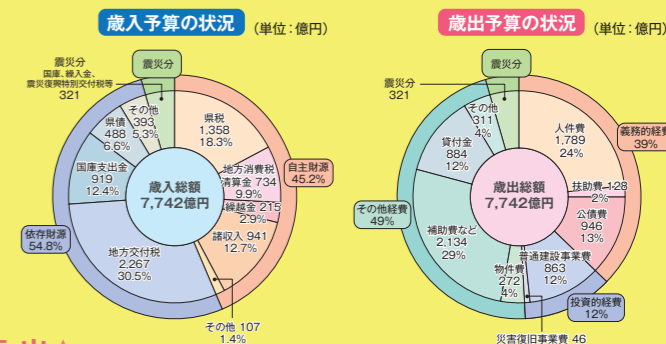 歳入予算の状況 (単位:億円)
震災分
国庫、繰入金、
震災復興特別交付税等
321
震災分
その他
393
5.3%
県債
488
6.6%
国庫支出金
919
12.4%
地方交付税
2,267
30.5%
依存財源
54.8%
歳入総額
7,742億円
県税
1,358
18.3%
地方消費税
清算金 734
9.9%
繰越金 215
2.9%
諸収入 941
12.7%
自主財源
45.2%
その他 107
1.4%
歳出予算の状況 (単位:億円)
震災分
321
震災分
その他
311
4%
貸付金
884
12%
補助費など
2,134
29%
その他経費
49%
歳出総額
7,742億円
人件費
1,789
24%
義務的経費
39%
扶助費 128
2%
公債費
946
13%
普通建設事業費
863
12%
物件費
272
4%
投資的経費
12%
災害復旧事業費 46